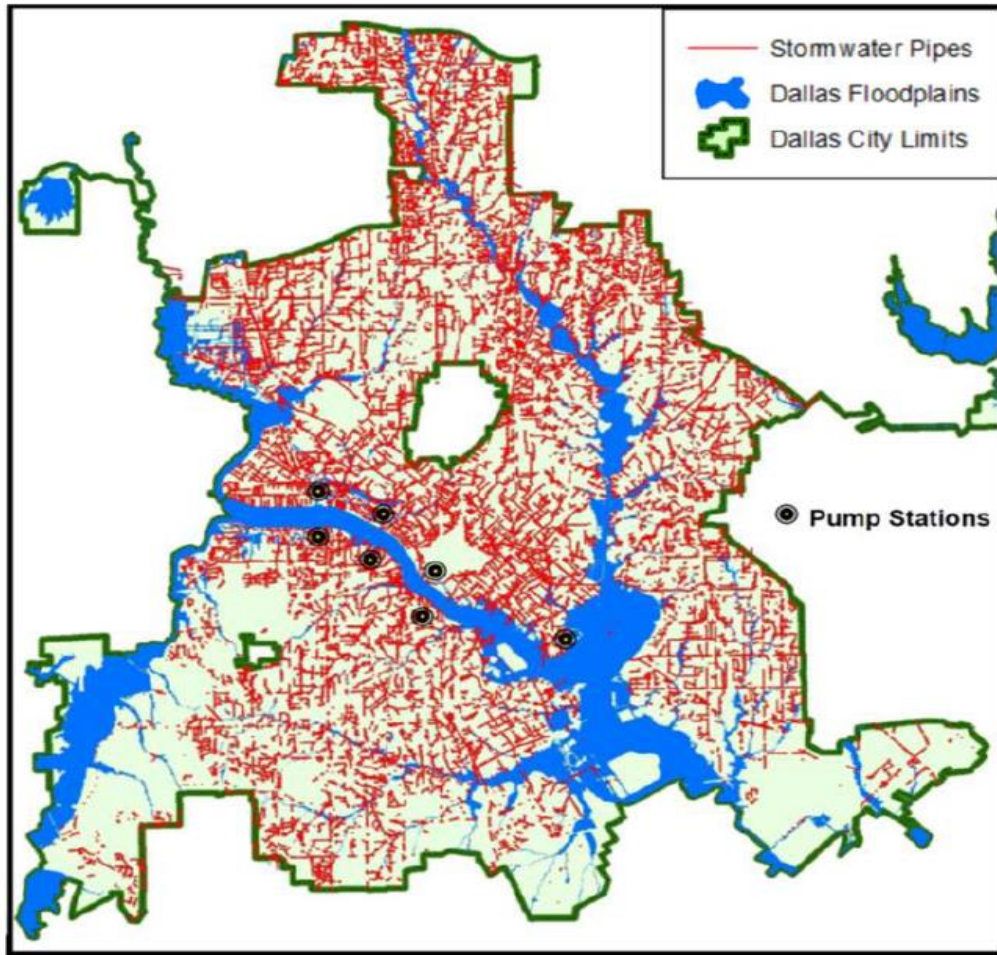 Stormwater Pipes
Dallas Floodplains
Dallas City Limits
Pump Stations